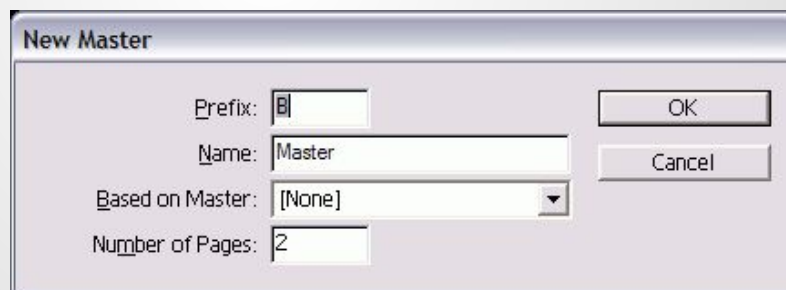 New Master
Prefix: B OK
Name: Master Cancel
Based on Master: [None]
Number of Pages: 2